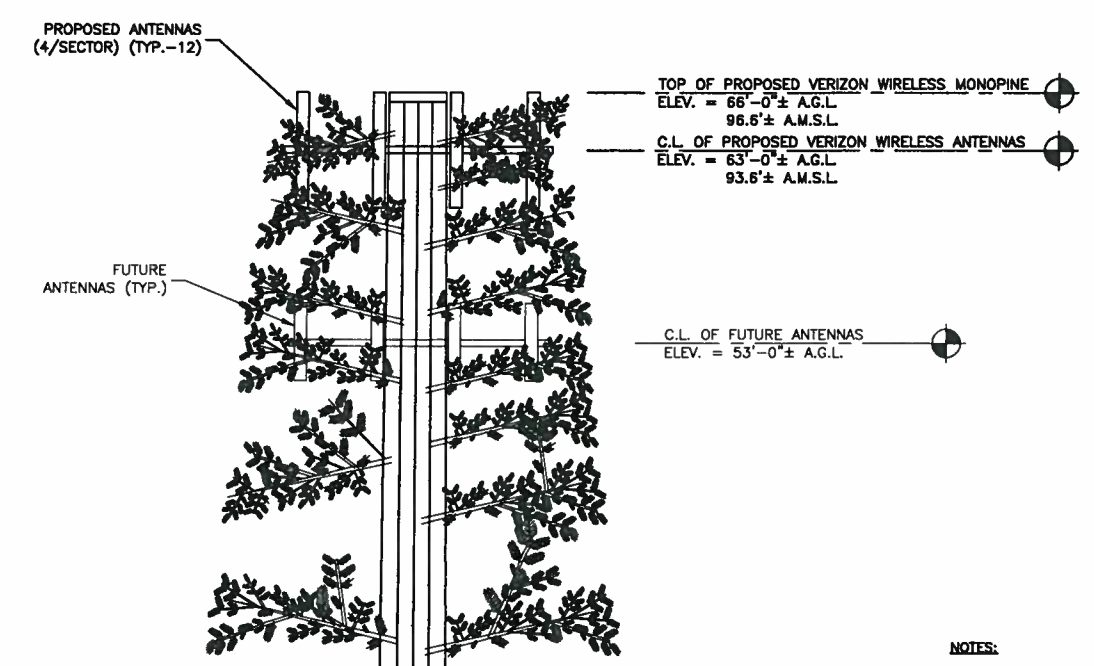 PROPOSED ANTENNAS
(4/SECTOR) (TYP.-12)
TOP OF PROPOSED VERIZON WIRELESS MONOPINE
ELEV. = 66'-0"± A.G.L.
96.6'± A.M.S.L.
C.L. OF PROPOSED VERIZON WIRELESS ANTENNAS
ELEV. = 63'-0"± A.G.L.
93.6'± A.M.S.L.
FUTURE
ANTENNAS (TYP.)
C.L. OF FUTURE ANTENNAS
ELEV. = 53'-0"± A.G.L.
NOTES: